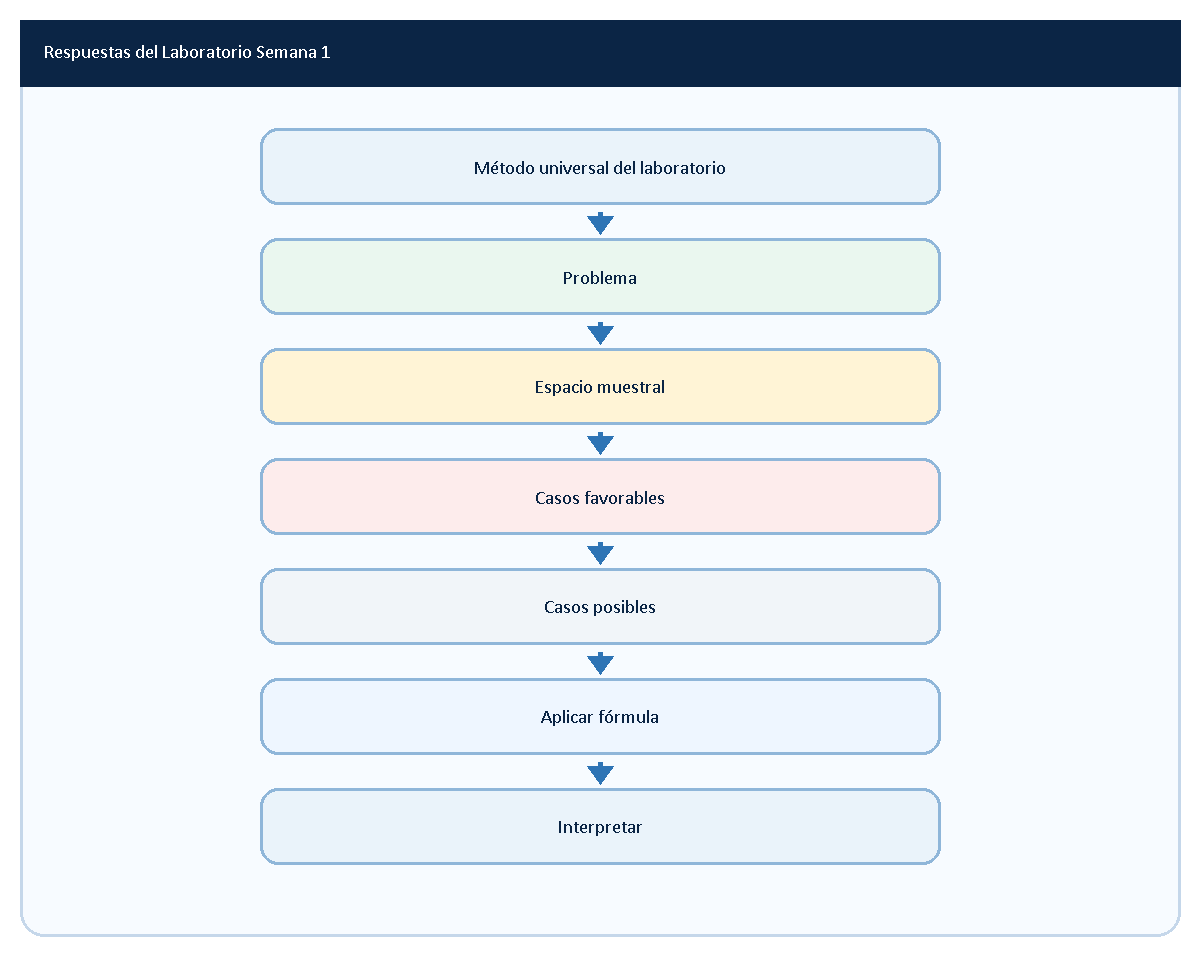 Respuestas del Laboratorio Semana 1
Método universal del laboratorio
Problema
Espacio muestral
Casos favorables
Casos posibles
Aplicar fórmula
Interpretar